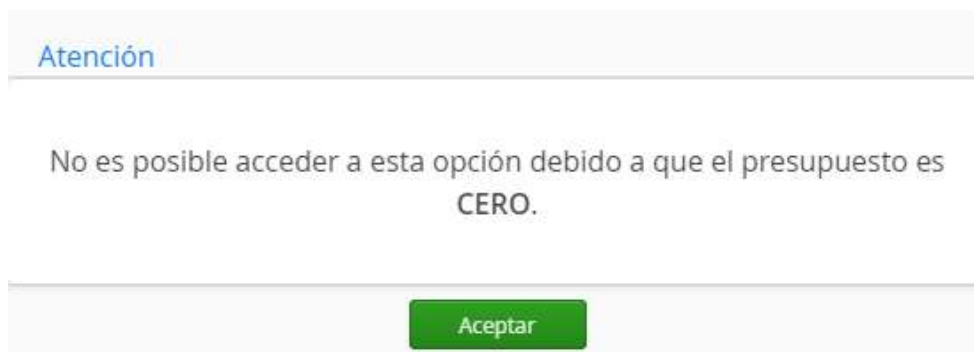 Atención
No es posible acceder a esta opción debido a que el presupuesto es
CERO.
Aceptar